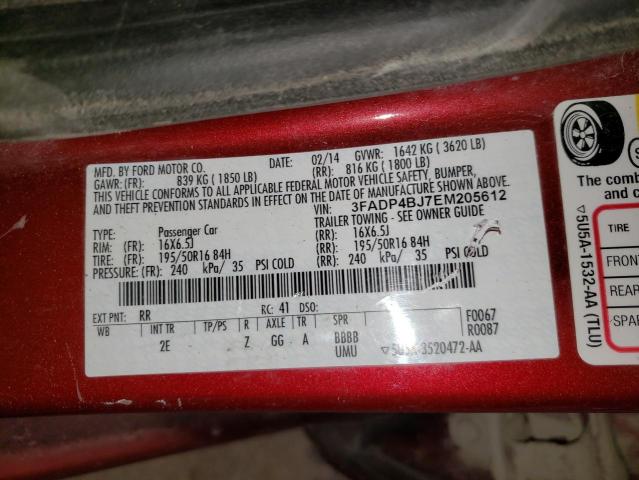 MFD. BY FORD MOTOR CO. DATE: 02/14 GVWR: 1642 KG ( 3620 LB)
GAWR: (FR): 839 KG ( 1850 LB) (RR): 816 KG ( 1800 LB)
THIS VEHICLE CONFORMS TO ALL APPLICABLE FEDERAL MOTOR VEHICLE SAFETY, BUMPER,
AND THEFT PREVENTION STANDARDS IN EFFECT ON THE DATE OF MANUFACTURE SHOWN ABOVE.
VIN: 3FADP4BJ7EM205612
TYPE: Passenger Car TRAILER TOWING - SEE OWNER GUIDE
RIM: (FR) 16X6.5J (RR) 16X6.5J
TIRE: (FR) 195/50R16 84H (RR) 195/50R16 84H
PRESSURE: (FR) 240 kPa/ 35 PSI COLD (RR) 240 kPa/ 35 PSI COLD
EXT PNT: RR RC: 41 DSO: F0067
WB INT TR TP/PS R AXLE TR SPR R0087
2E Z GG A BBBB
UMU ▽5U5A-3520472-AA
The comb
and c
TIRE
FRONT
REAR
SPAR
▽5U5A-1532-AA (TLU)